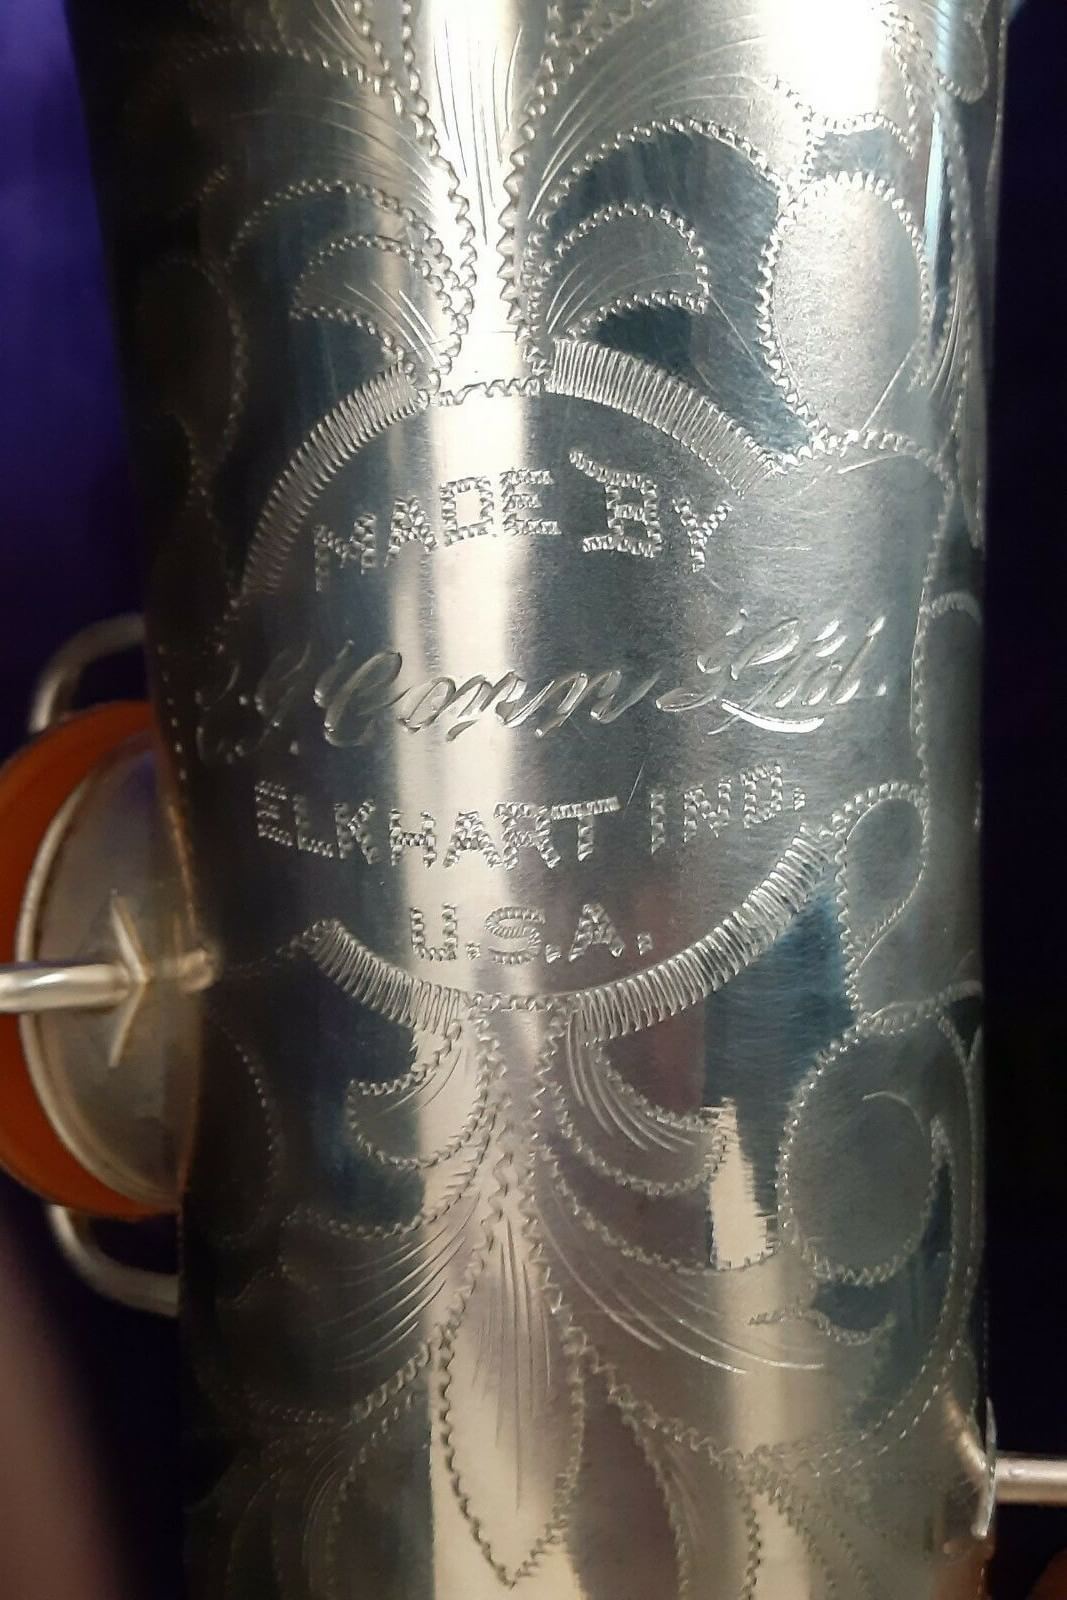 MADE BY
C.G. Conn Ltd.
ELKHART IND.
U.S.A.